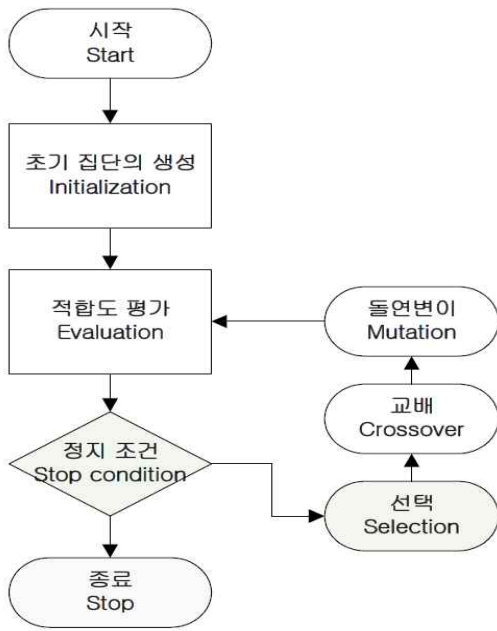 시작
Start
초기 집단의 생성
Initialization
적합도 평가
Evaluation
돌연변이
Mutation
교배
Crossover
정지 조건
Stop condition
선택
Selection
종료
Stop